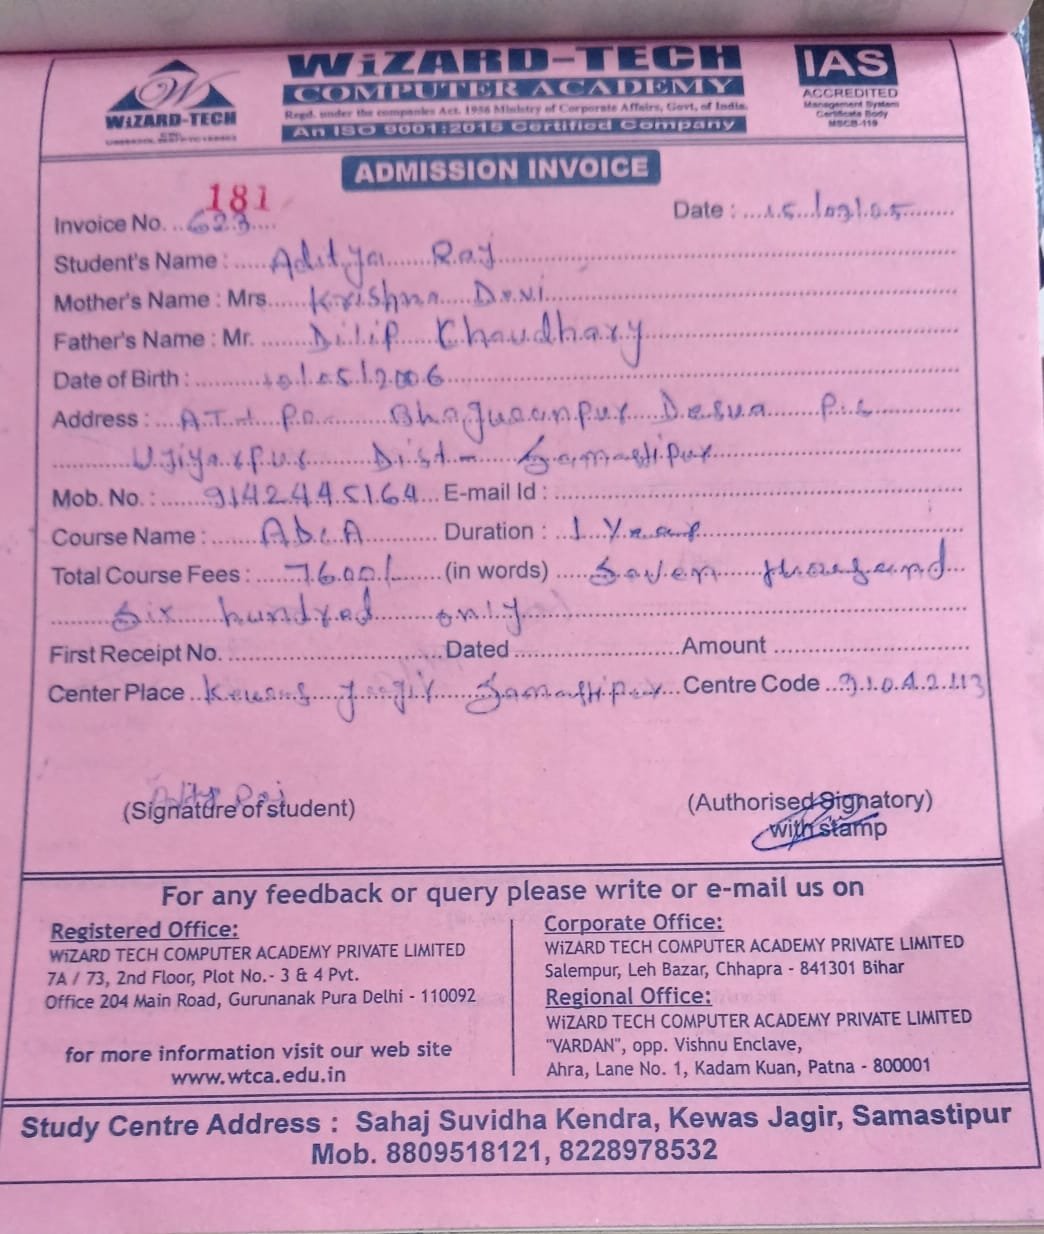 WiZARD-TECH
COMPUTER ACADEMY
Regd. under the companies Act. 1956 Ministry of Corporate Affairs, Govt. of India.
An ISO 9001:2015 Certified Company
WiZARD-TECH
IAS
ACCREDITED
Management System
Certificate Body
MSCB-119
ADMISSION INVOICE
181
Invoice No. 623
Date : 15/03/05
Student's Name : Aditya Raj
Mother's Name : Mrs. Krishna Devi
Father's Name : Mr. Dilip Chaudhary
Date of Birth : 10/05/2006
Address : AT+ Po- Bhagwanpur Desua P.S
Ujiyarpur Dist- Samastipur
Mob. No. : 9142445164 E-mail Id :
Course Name : ADCA Duration : 1 Year
Total Course Fees : 7600/- (in words) Seven thousand
Six hundred only
First Receipt No. Dated Amount
Center Place Kewas Jagir Samastipur Centre Code 91042113
Aditya Raj
(Signature of student)
(Authorised Signatory)
with stamp
For any feedback or query please write or e-mail us on
Registered Office:
WiZARD TECH COMPUTER ACADEMY PRIVATE LIMITED
7A / 73, 2nd Floor, Plot No.- 3 & 4 Pvt.
Office 204 Main Road, Gurunanak Pura Delhi - 110092
for more information visit our web site
www.wtca.edu.in
Corporate Office:
WiZARD TECH COMPUTER ACADEMY PRIVATE LIMITED
Salempur, Leh Bazar, Chhapra - 841301 Bihar
Regional Office:
WiZARD TECH COMPUTER ACADEMY PRIVATE LIMITED
"VARDAN", opp. Vishnu Enclave,
Ahra, Lane No. 1, Kadam Kuan, Patna - 800001
Study Centre Address : Sahaj Suvidha Kendra, Kewas Jagir, Samastipur
Mob. 8809518121, 8228978532